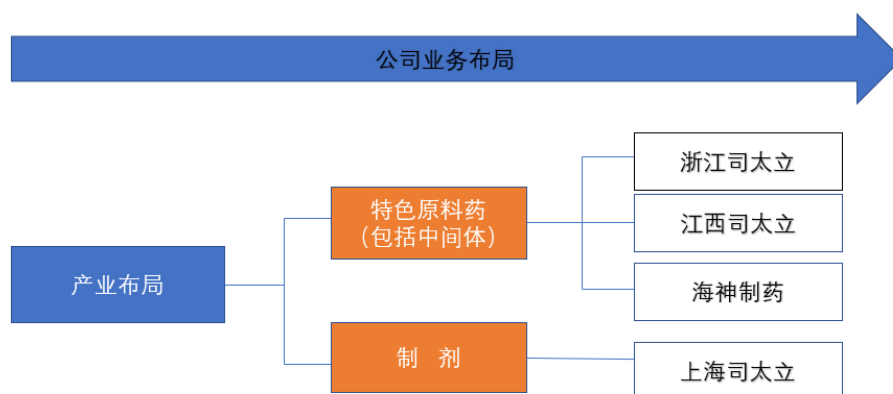 公司业务布局
产业布局
特色原料药
（包括中间体）
制 剂
浙江司太立
江西司太立
海神制药
上海司太立